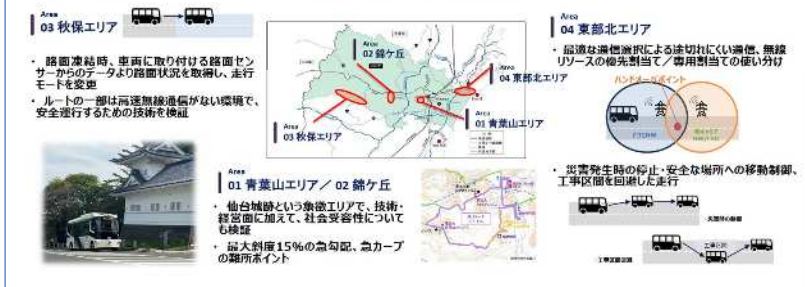 Area
03 秋保エリア
・ 路面凍結時、車両に取り付ける路面セン
サーからのデータより路面状況を取得し、走行
モードを変更
・ ルートの一部は高速無線通信がない環境で、
安全運行するための技術を検証
Area
02 錦ケ丘
Area
04 東部北エリア
Area
03 秋保エリア
Area
01 青葉山エリア
Area
01 青葉山エリア／ 02 錦ケ丘
・ 仙台城跡という象徴エリアで、技術・
経営面に加えて、社会受容性について
も検証
・ 最大斜度15%の急勾配、急カーブ
の難所ポイント
Area
04 東部北エリア
・ 最適な通信選択による途切れにくい通信、無線
リソースの優先割当て／専用割当ての使い分け
ハンドオーバーポイント
・ 災害発生時の停止・安全な場所への移動制御、
工事区間を回避した走行
工事区間